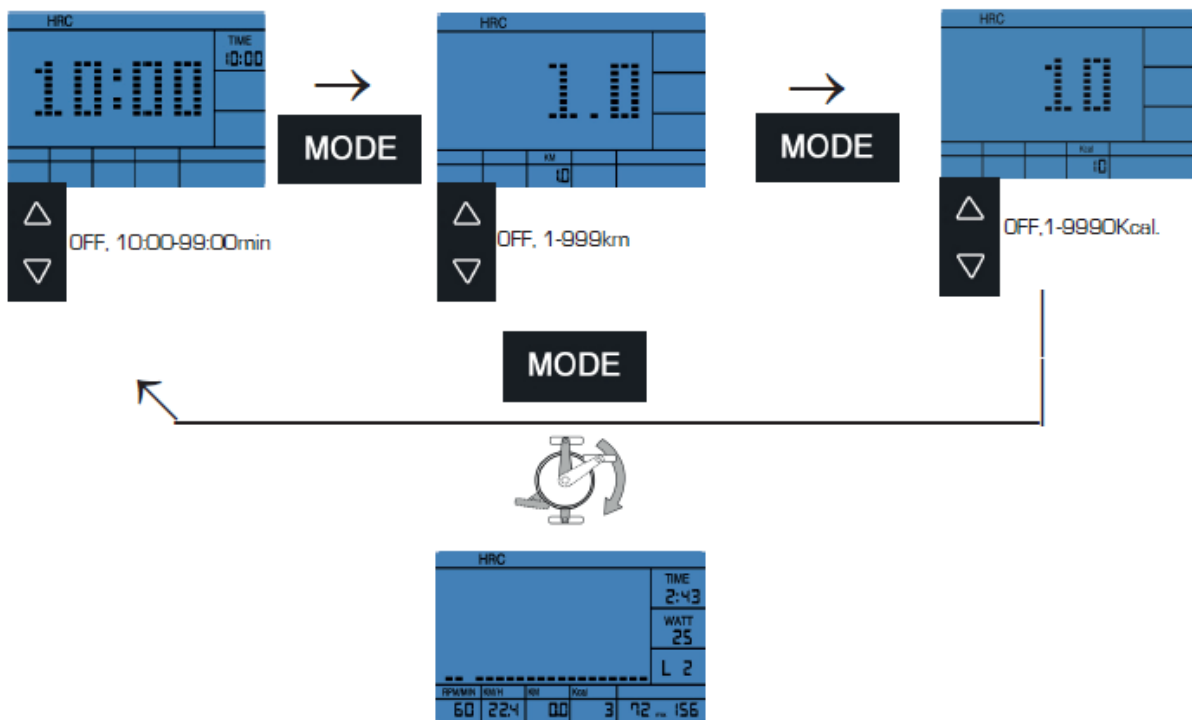 HRC
TIME
10:00
10:00
MODE
HRC
1.0
KM
1.0
MODE
HRC
10
Kcal
10
OFF, 10:00-99:00min
OFF, 1-999km
OFF,1-9990Kcal.
MODE
HRC
TIME
2:43
WATT
25
L 2
RPM/MIN KM/H KM Kcal
60 22.4 0.0 3 72 156